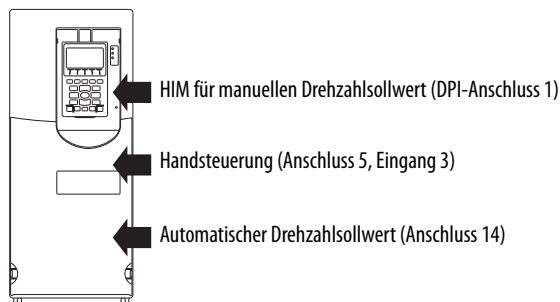 HIM für manuellen Drehzahlsollwert (DPI-Anschluss 1)
Handsteuerung (Anschluss 5, Eingang 3)
Automatischer Drehzahlsollwert (Anschluss 14)